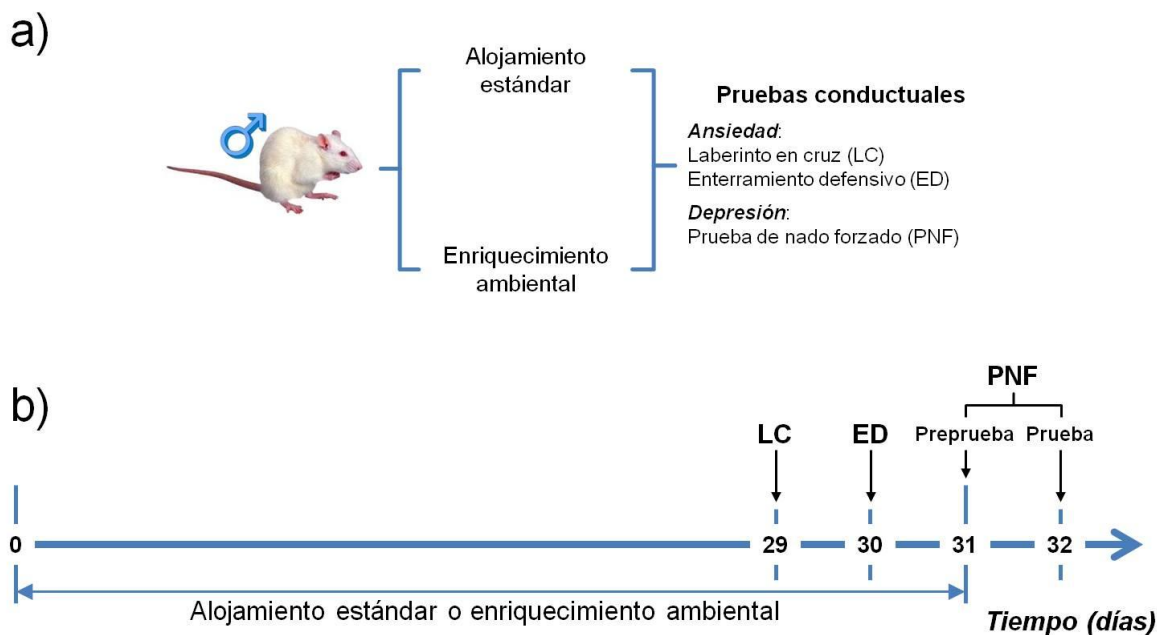 a)
Alojamiento
estándar
Enriquecimiento
ambiental
Pruebas conductuales
Ansiedad:
Laberinto en cruz (LC)
Enterramiento defensivo (ED)
Depresión:
Prueba de nado forzado (PNF)
b)
PNF
LC ED Preprueba Prueba
0 29 30 31 32
Alojamiento estándar o enriquecimiento ambiental
Tiempo (días)